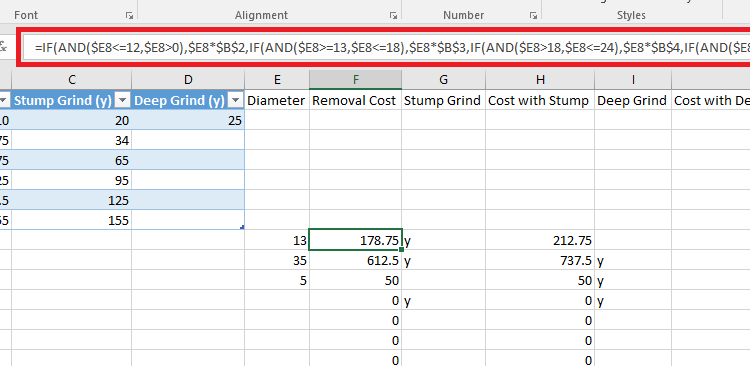 Font Alignment Number Styles
=IF(AND($E8<=12,$E8>0),$E8*$B$2,IF(AND($E8>=13,$E8<=18),$E8*$B$3,IF(AND($E8>18,$E8<=24),$E8*$B$4,IF(AND($E8
C D E F G H I
Stump Grind (y) Deep Grind (y) Diameter Removal Cost Stump Grind Cost with Stump Deep Grind Cost with De
10 20 25
75 34
75 65
25 95
.5 125
55 155
13 178.75 y 212.75
35 612.5 y 737.5 y
5 50 50 y
0 y 0 y
0 0
0 0
0 0